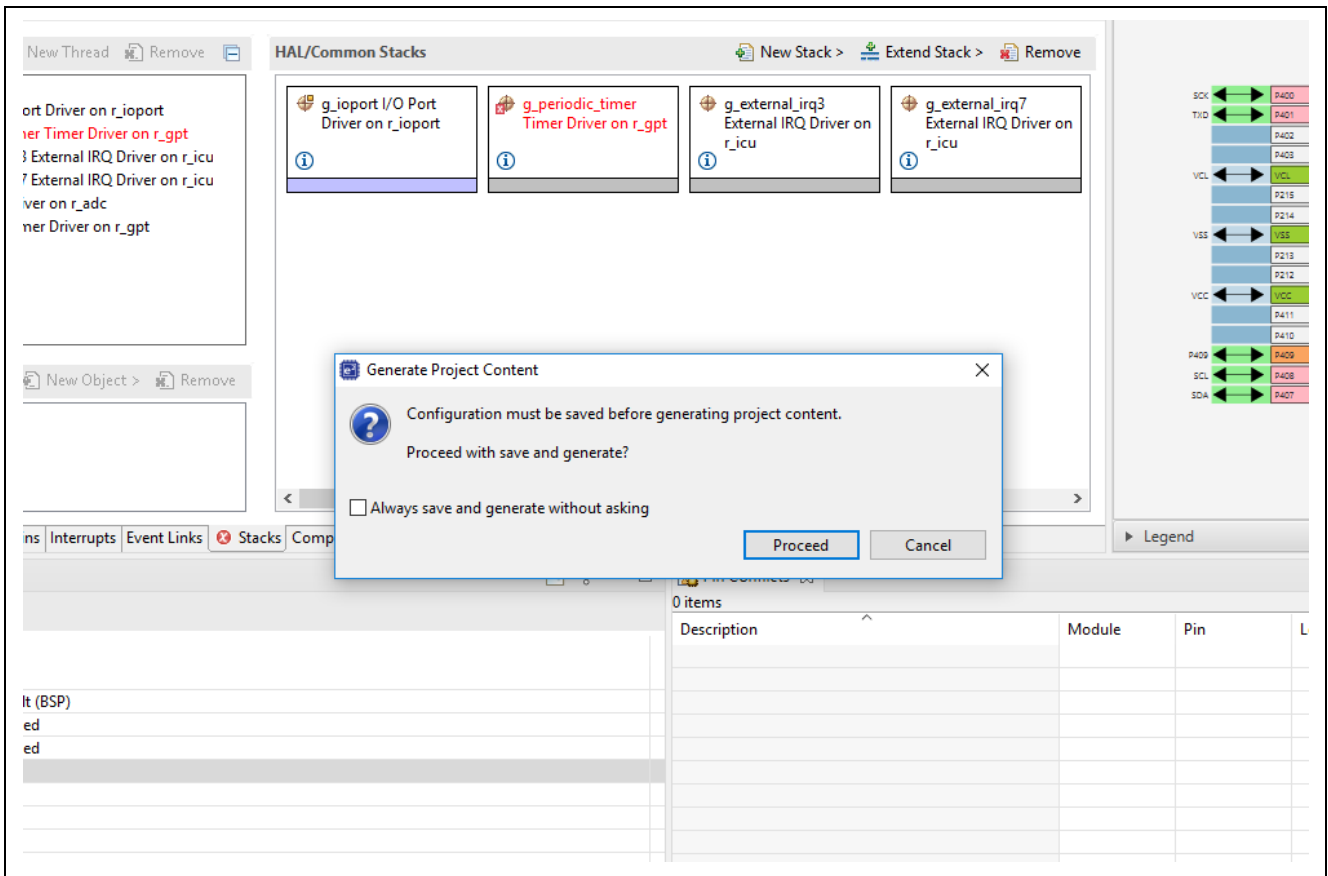 New Thread Remove
HAL/Common Stacks
New Stack > Extend Stack > Remove
ort Driver on r_ioport
ner Timer Driver on r_gpt
3 External IRQ Driver on r_icu
7 External IRQ Driver on r_icu
iver on r_adc
mer Driver on r_gpt
g_ioport I/O Port
Driver on r_ioport
g_periodic_timer
Timer Driver on r_gpt
g_external_irq3
External IRQ Driver on
r_icu
g_external_irq7
External IRQ Driver on
r_icu
New Object > Remove
Generate Project Content
Configuration must be saved before generating project content.
Proceed with save and generate?
Always save and generate without asking
Proceed Cancel
SCK P400
TXD P401
P402
P403
VCL VCL
P215
P214
VSS VSS
P213
P212
VCC VCC
P411
P410
P409 P409
SCL P408
SDA P407
Legend
ins Interrupts Event Links Stacks Comp
0 items
Description Module Pin L
lt (BSP)
ed
ed